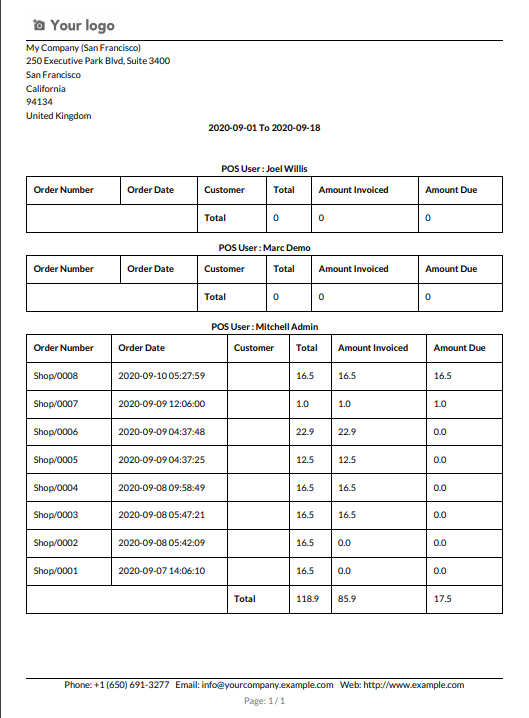 Your logo
My Company (San Francisco)
250 Executive Park Blvd, Suite 3400
San Francisco
California
94134
United Kingdom
2020-09-01 To 2020-09-18
POS User : Joel Willis
Order Number Order Date Customer Total Amount Invoiced Amount Due
Total 0 0 0
POS User : Marc Demo
Order Number Order Date Customer Total Amount Invoiced Amount Due
Total 0 0 0
POS User : Mitchell Admin
Order Number Order Date Customer Total Amount Invoiced Amount Due
Shop/0008 2020-09-10 05:27:59 16.5 16.5 16.5
Shop/0007 2020-09-09 12:06:00 1.0 1.0 1.0
Shop/0006 2020-09-09 04:37:48 22.9 22.9 0.0
Shop/0005 2020-09-09 04:37:25 12.5 12.5 0.0
Shop/0004 2020-09-08 09:58:49 16.5 16.5 0.0
Shop/0003 2020-09-08 05:47:21 16.5 16.5 0.0
Shop/0002 2020-09-08 05:42:09 16.5 0.0 0.0
Shop/0001 2020-09-07 14:06:10 16.5 0.0 0.0
Total 118.9 85.9 17.5
Phone: +1 (650) 691-3277 Email: info@yourcompany.example.com Web: http://www.example.com
Page: 1 / 1